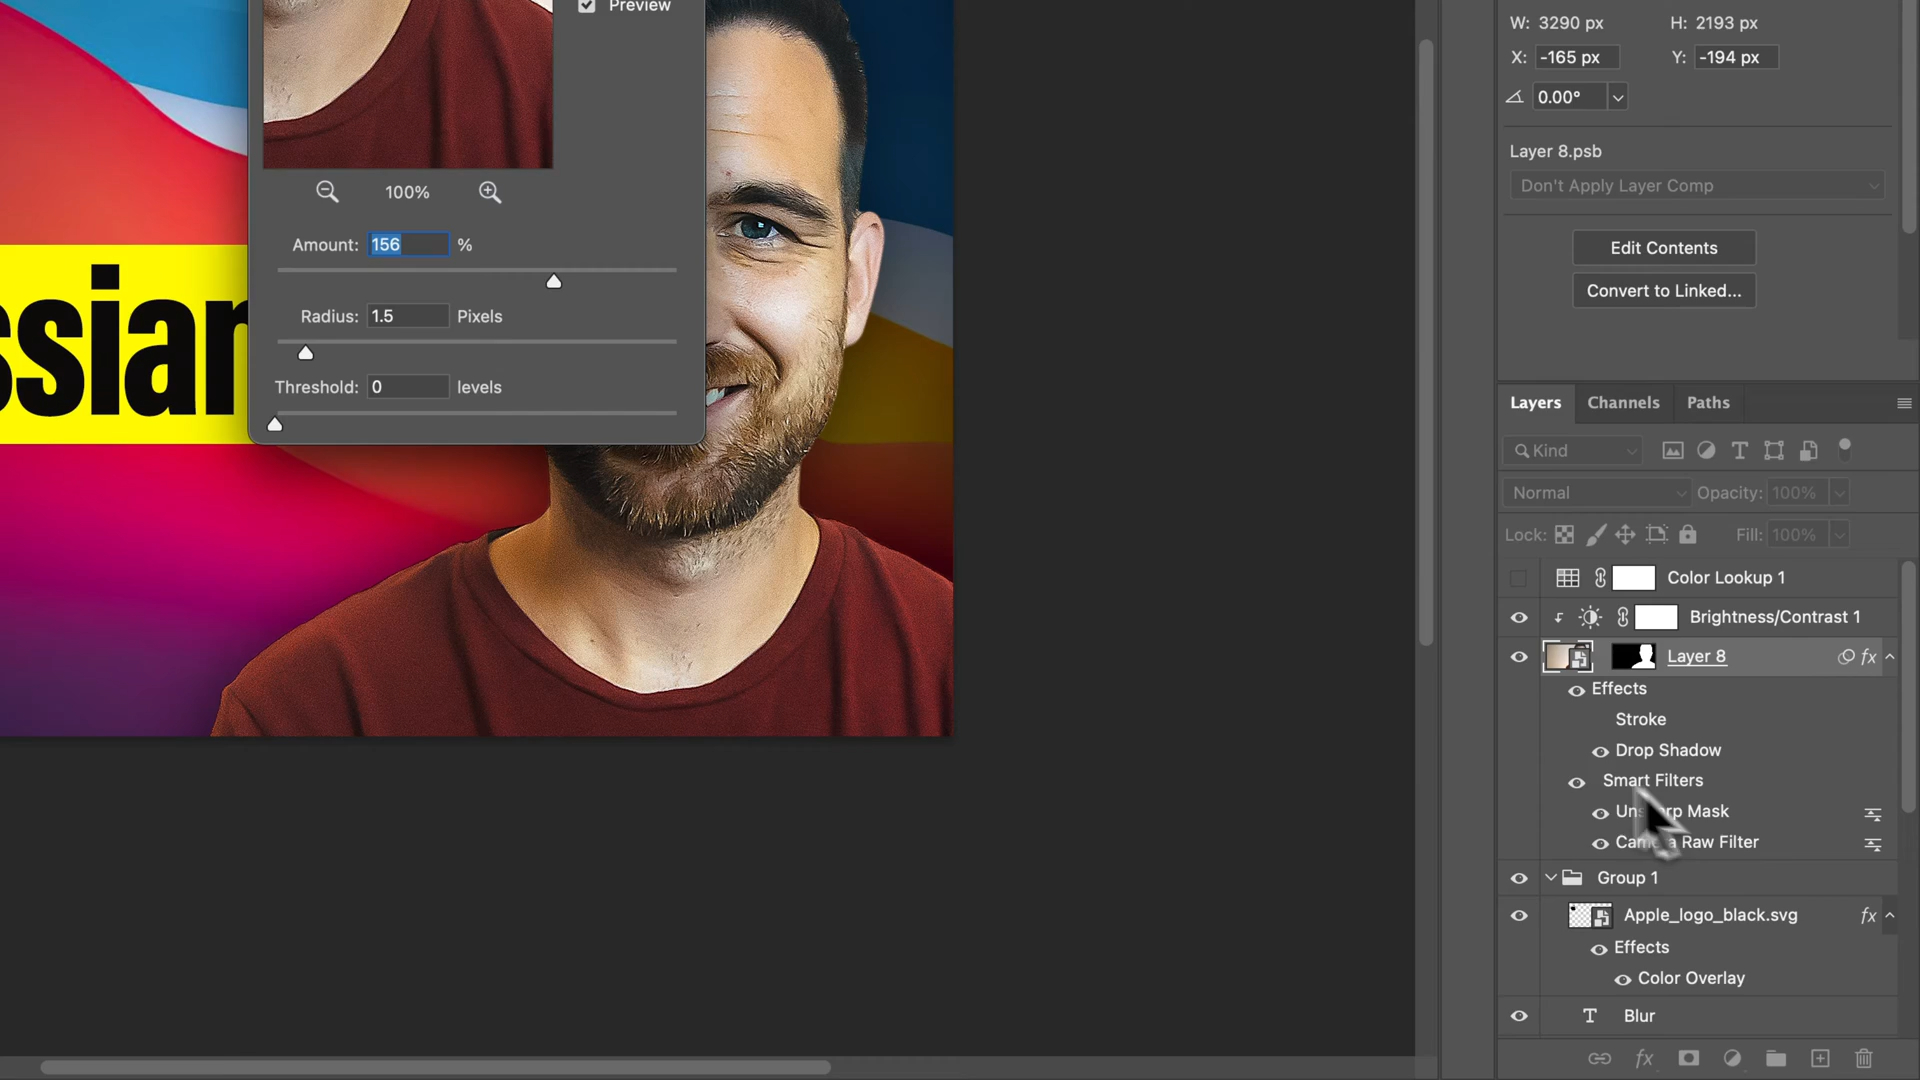 Preview
100%
Amount: 156 %
Radius: 1.5 Pixels
Threshold: 0 levels
ssian
W: 3290 px H: 2193 px
X: -165 px Y: -194 px
0.00°
Layer 8.psb
Don't Apply Layer Comp
Edit Contents
Convert to Linked...
Layers Channels Paths
Kind
Normal Opacity: 100%
Lock: Fill: 100%
Color Lookup 1
Brightness/Contrast 1
Layer 8 fx
Effects
Stroke
Drop Shadow
Smart Filters
Unsharp Mask
Camera Raw Filter
Group 1
Apple_logo_black.svg fx
Effects
Color Overlay
T Blur
fx